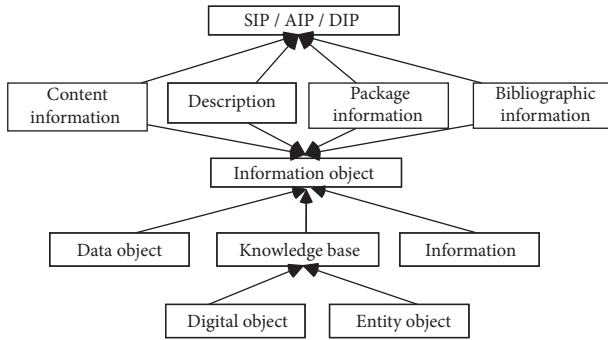 SIP / AIP / DIP
Content
information
Description
Package
information
Bibliographic
information
Information object
Data object
Knowledge base
Information
Digital object
Entity object